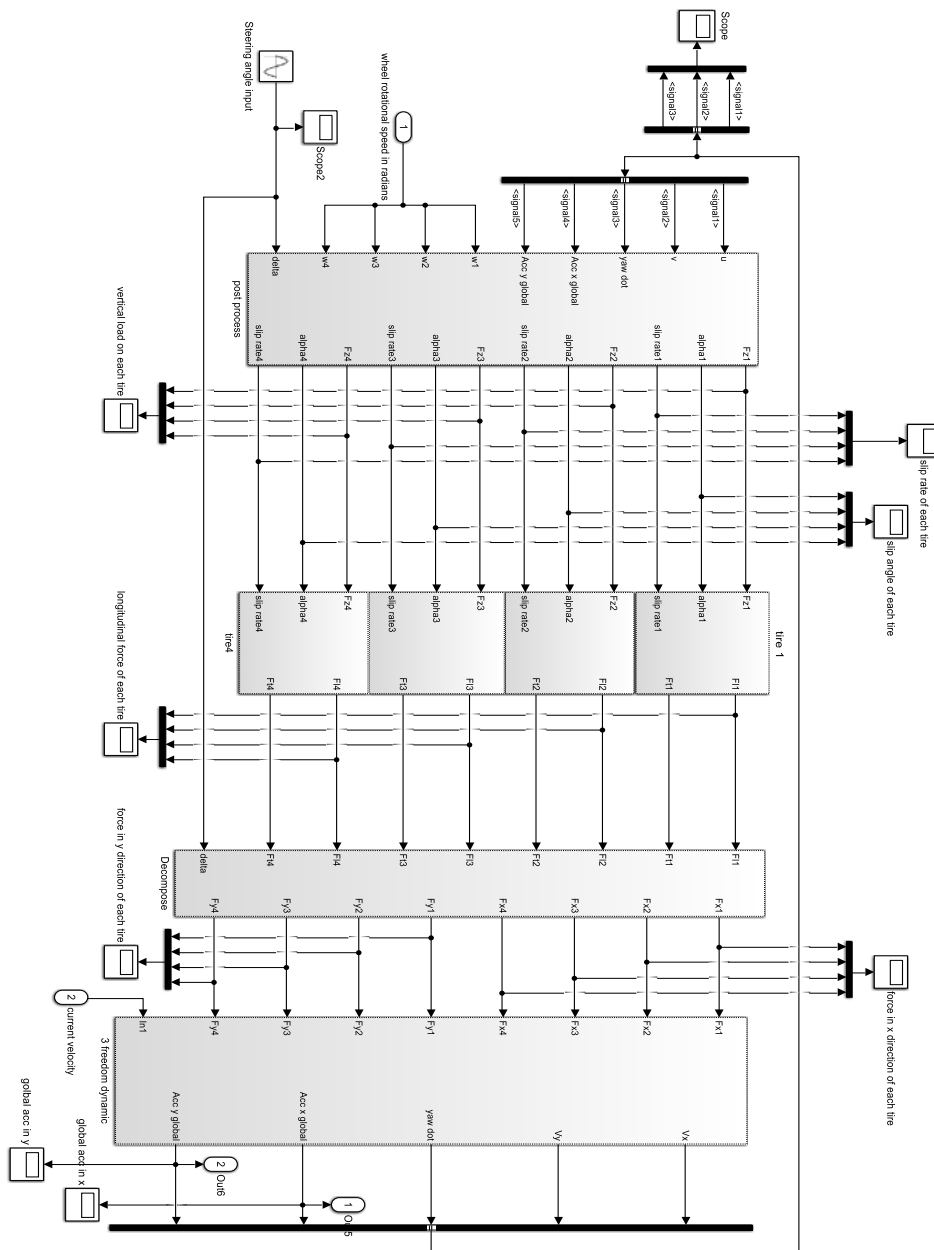 Scope
<signal1>
<signal2>
<signal3>
Steering angle input
Scope2
wheel rotational speed in radians
1
<signal1>
<signal2>
<signal3>
<signal4>
<signal5>
u
v
yaw dot
Acc x global
Acc y global
w1
w2
w3
w4
delta
Fz1
alpha1
slip rate1
Fz2
alpha2
slip rate2
Fz3
alpha3
slip rate3
Fz4
alpha4
slip rate4
post process
slip rate of each tire
slip angle of each tire
vertical load on each tire
tire 1
Fz1
alpha1
slip rate1
Fl1
Ft1
Fz2
alpha2
slip rate2
Fl2
Ft2
Fz3
alpha3
slip rate3
Fl3
Ft3
Fz4
alpha4
slip rate4
Fl4
Ft4
tire4
longitudinal force of each tire
Fl1
Ft1
Fl2
Ft2
Fl3
Ft3
Fl4
Ft4
delta
Fx1
Fx2
Fx3
Fx4
Fy1
Fy2
Fy3
Fy4
Decompose
force in x direction of each tire
force in y direction of each tire
2
current velocity
Fx1
Fx2
Fx3
Fx4
Fy1
Fy2
Fy3
Fy4
In1
Vx
Vy
yaw dot
Acc x global
Acc y global
3 freedom dynamic
1
Out5
2
Out6
global acc in x
golbal acc in y